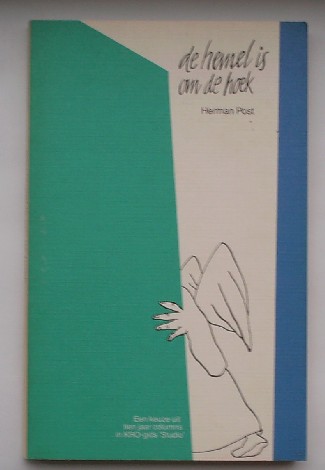 de hemel is
om de hoek
Herman Post
Een keuze uit
tien jaar columns
in KRO-gids 'Studio'